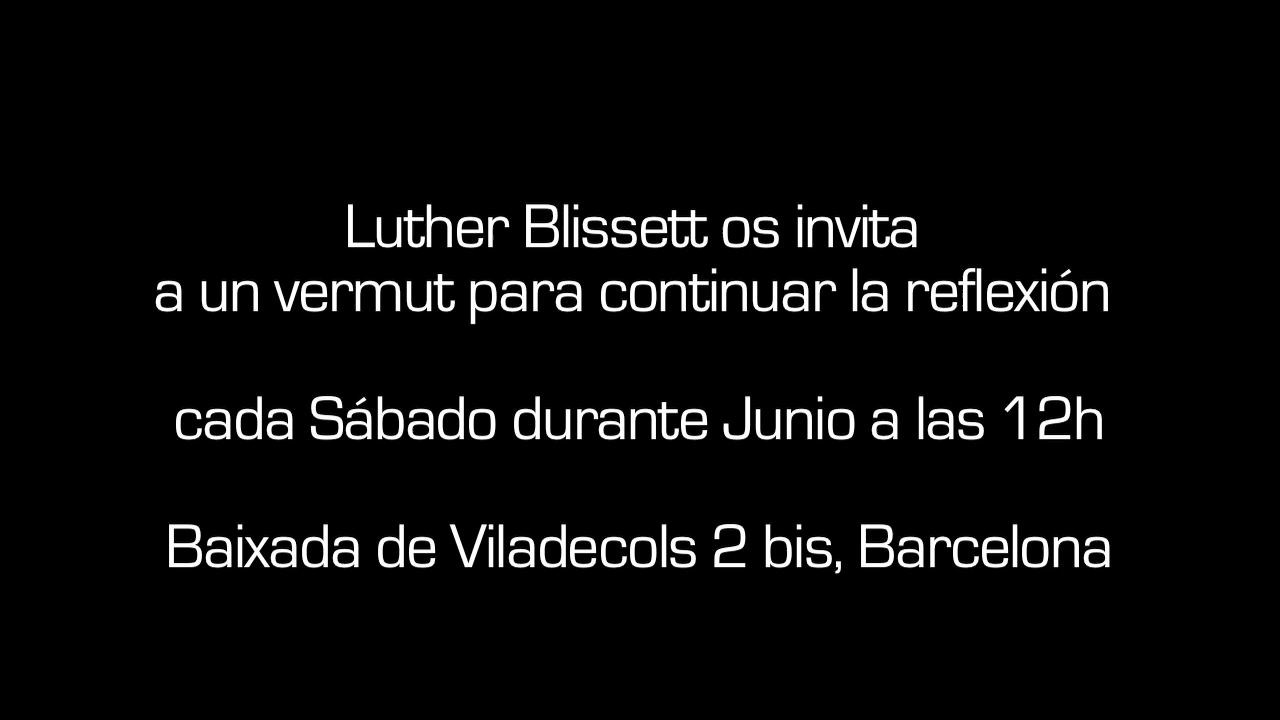 Luther Blissett os invita
a un vermut para continuar la reflexión
cada Sábado durante Junio a las 12h
Baixada de Viladecols 2 bis, Barcelona